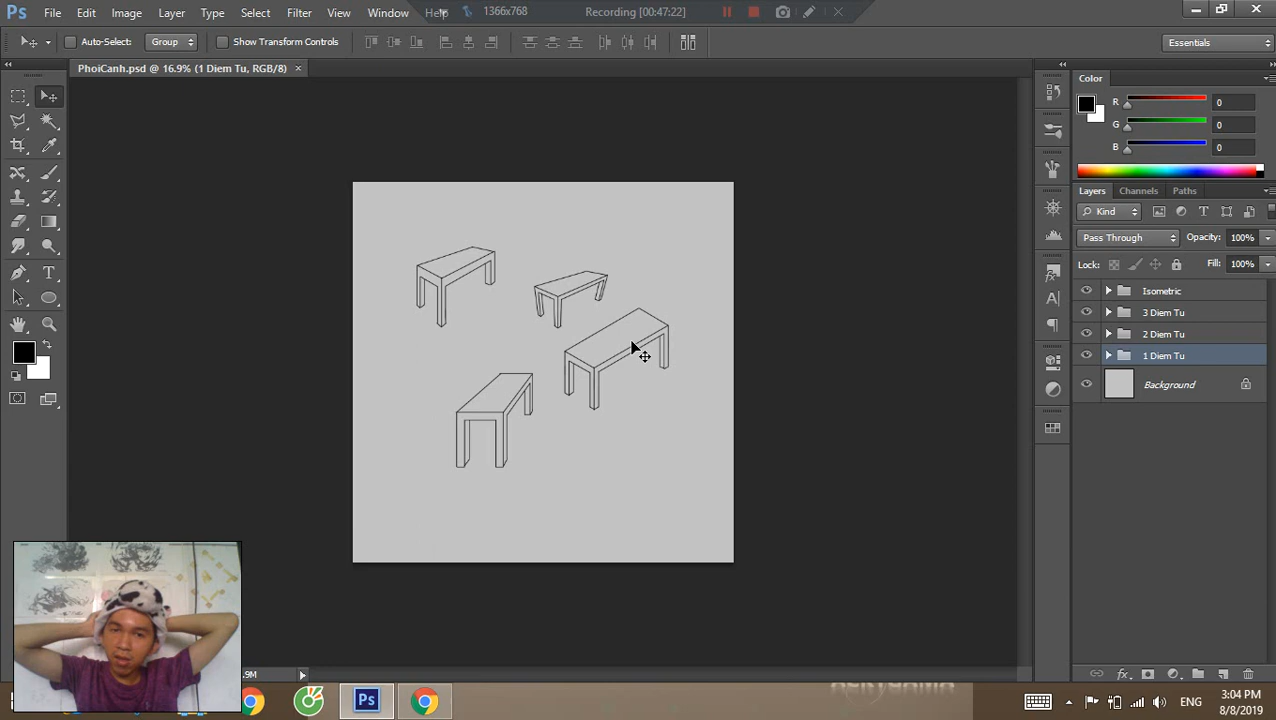 Ps File Edit Image Layer Type Select Filter View Window Help 1366x768 Recording [00:47:22]
Auto-Select: Group Show Transform Controls Essentials
PhoiCanh.psd @ 16.9% (1 Diem Tu, RGB/8) ×
Color
R 0
G 0
B 0
Layers Channels Paths
Kind
Pass Through Opacity: 100%
Lock: Fill: 100%
Isometric
3 Diem Tu
2 Diem Tu
1 Diem Tu
Background
.9M
Ps ENG 3:04 PM
8/8/2019